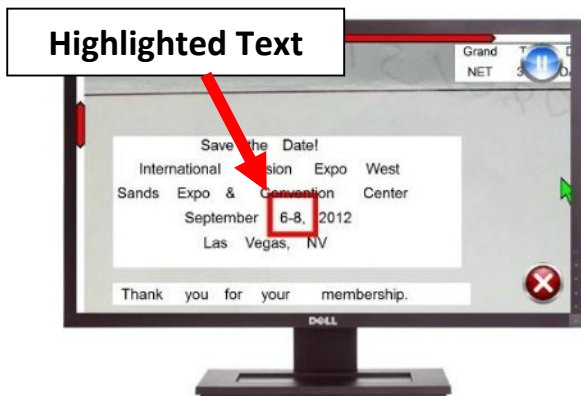 Highlighted Text
Grand
NET
Save the Date!
International Vision Expo West
Sands Expo & Convention Center
September 6-8, 2012
Las Vegas, NV
Thank you for your membership.
DELL